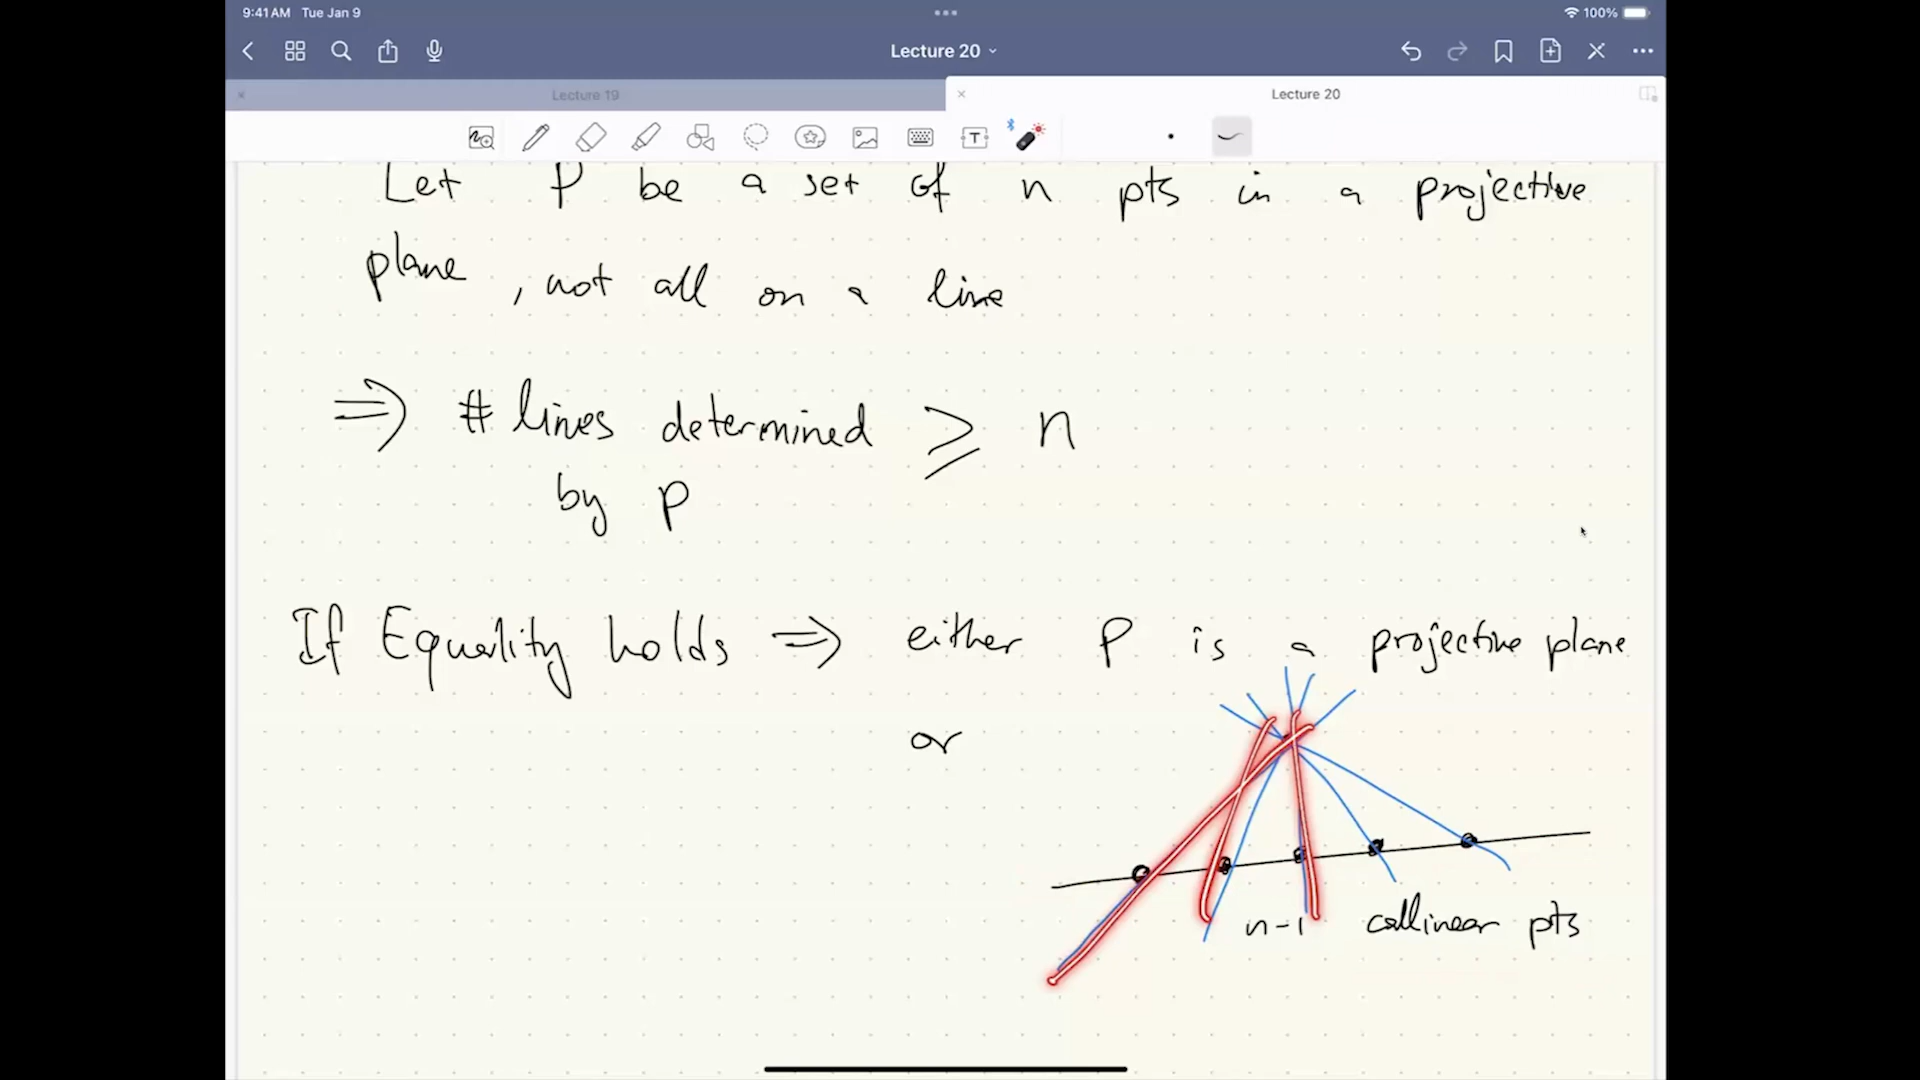 9:41 AM Tue Jan 9
100%
Lecture 20
Lecture 19
Lecture 20
T
Let P be a set of n pts in a projective
plane, not all on a line
⇒ # lines determined ≥ n
by P
If Equality holds ⇒ either P is a projective plane
or
n-1 collinear pts